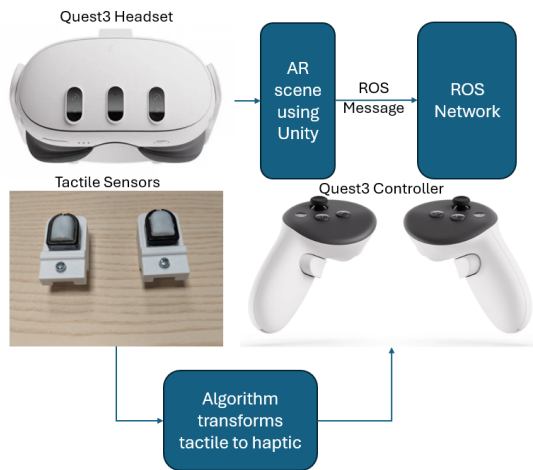 Quest3 Headset
AR
scene
using
Unity
ROS
Message
ROS
Network
Tactile Sensors
Quest3 Controller
Algorithm
transforms
tactile to haptic